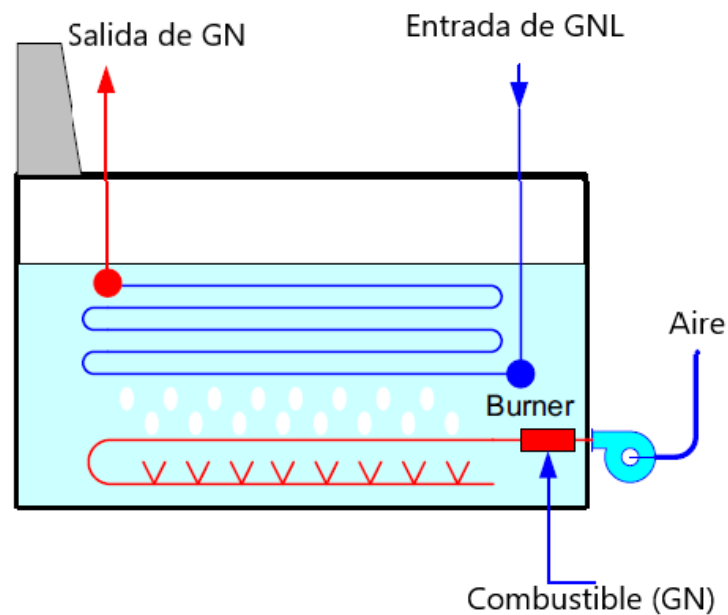 Salida de GN
Entrada de GNL
Aire
Burner
Combustible (GN)